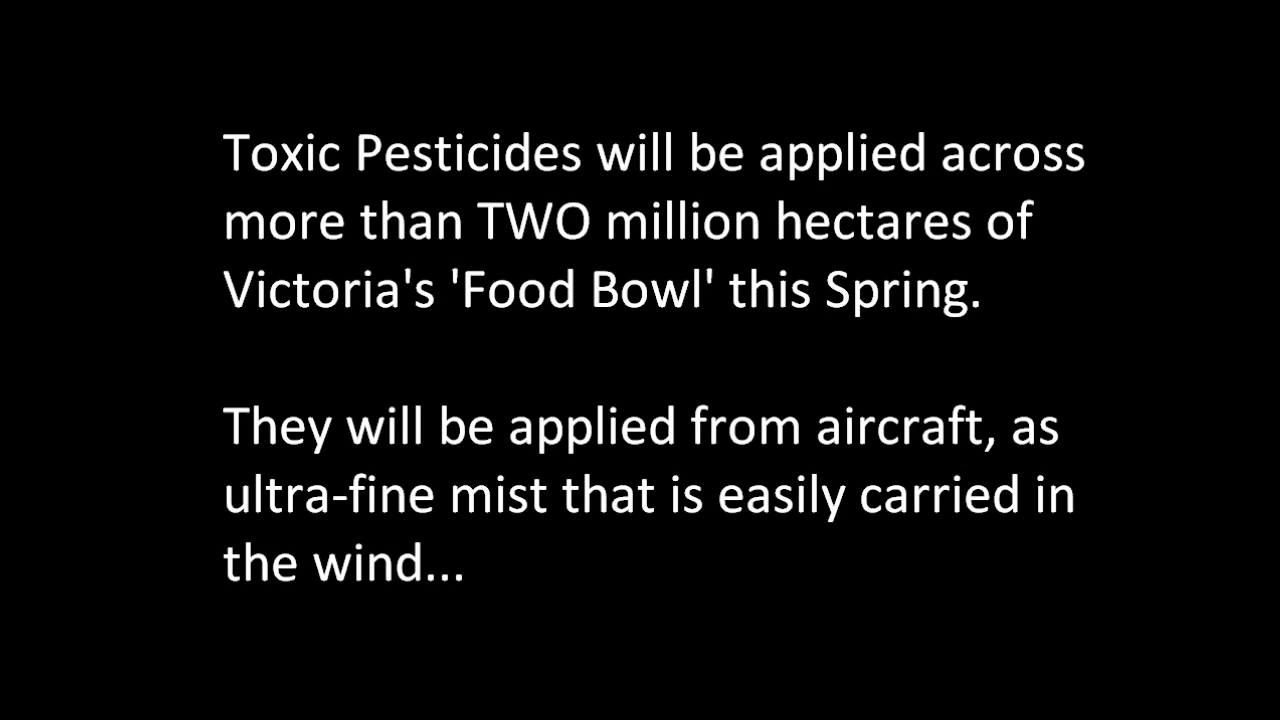 Toxic Pesticides will be applied across
more than TWO million hectares of
Victoria's 'Food Bowl' this Spring.
They will be applied from aircraft, as
ultra-fine mist that is easily carried in
the wind...